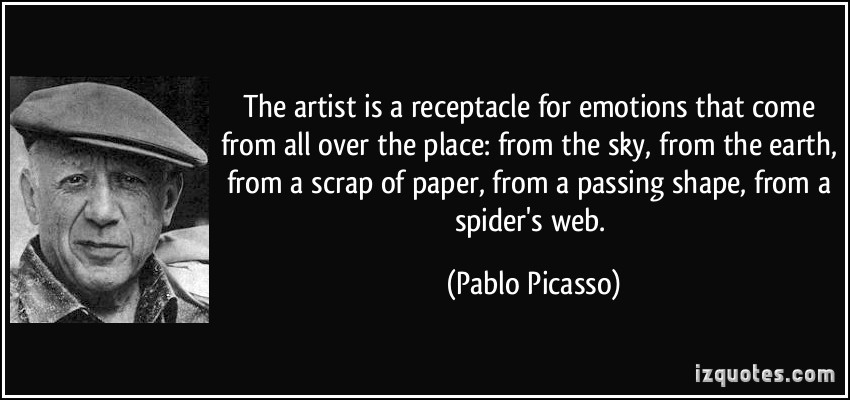 The artist is a receptacle for emotions that come
from all over the place: from the sky, from the earth,
from a scrap of paper, from a passing shape, from a
spider's web.
(Pablo Picasso)
izquotes.com